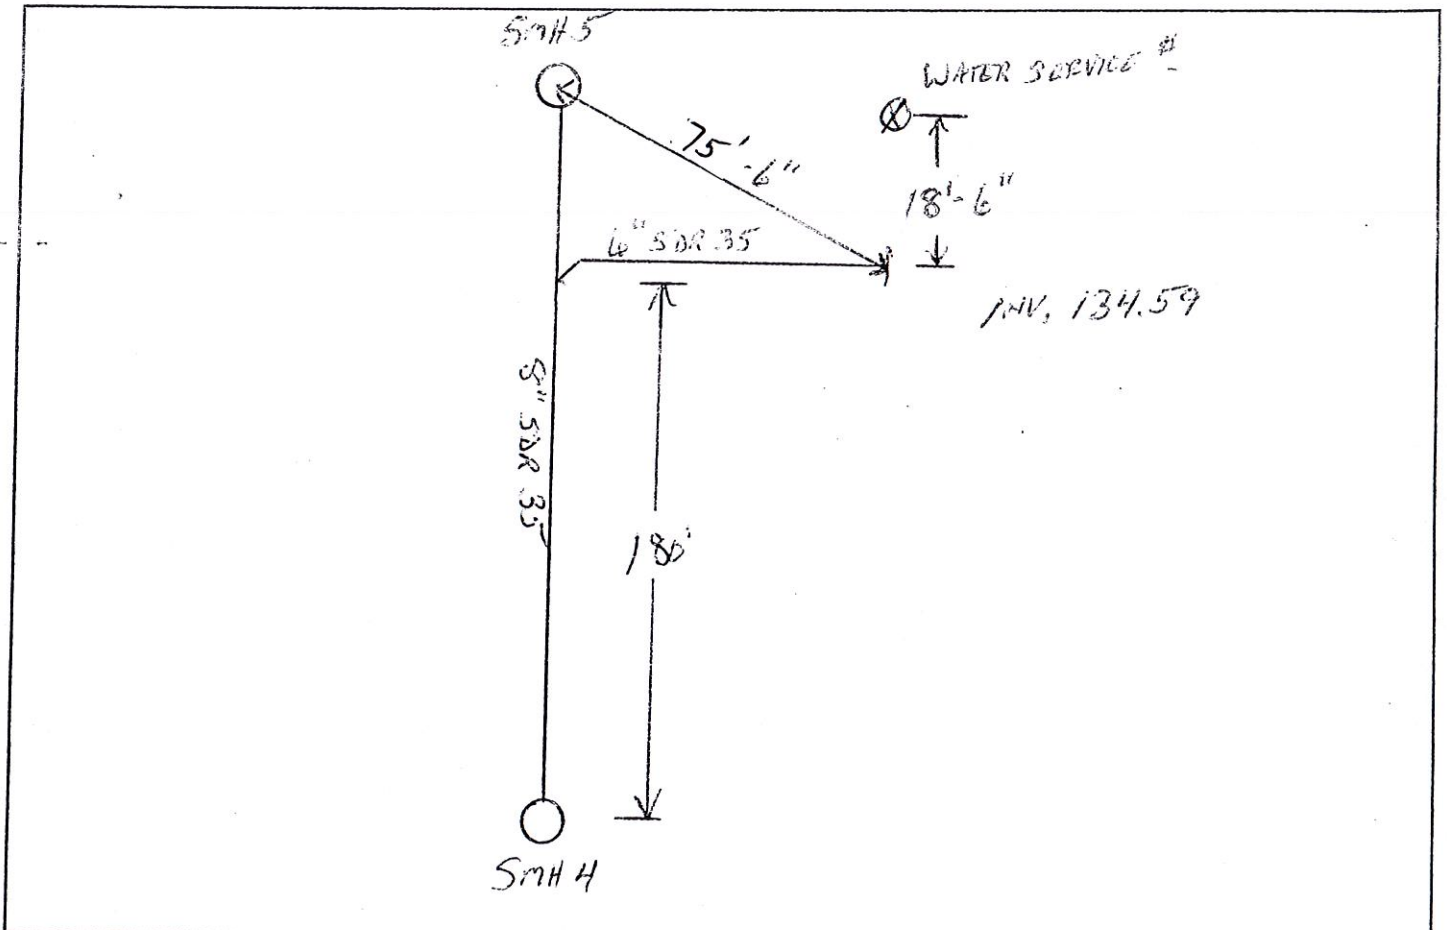 SMH 5
WATER SERVICE #
75'-6"
18'-6"
6" SDR 35
INV. 134.59
8" SDR 35
SMH 4